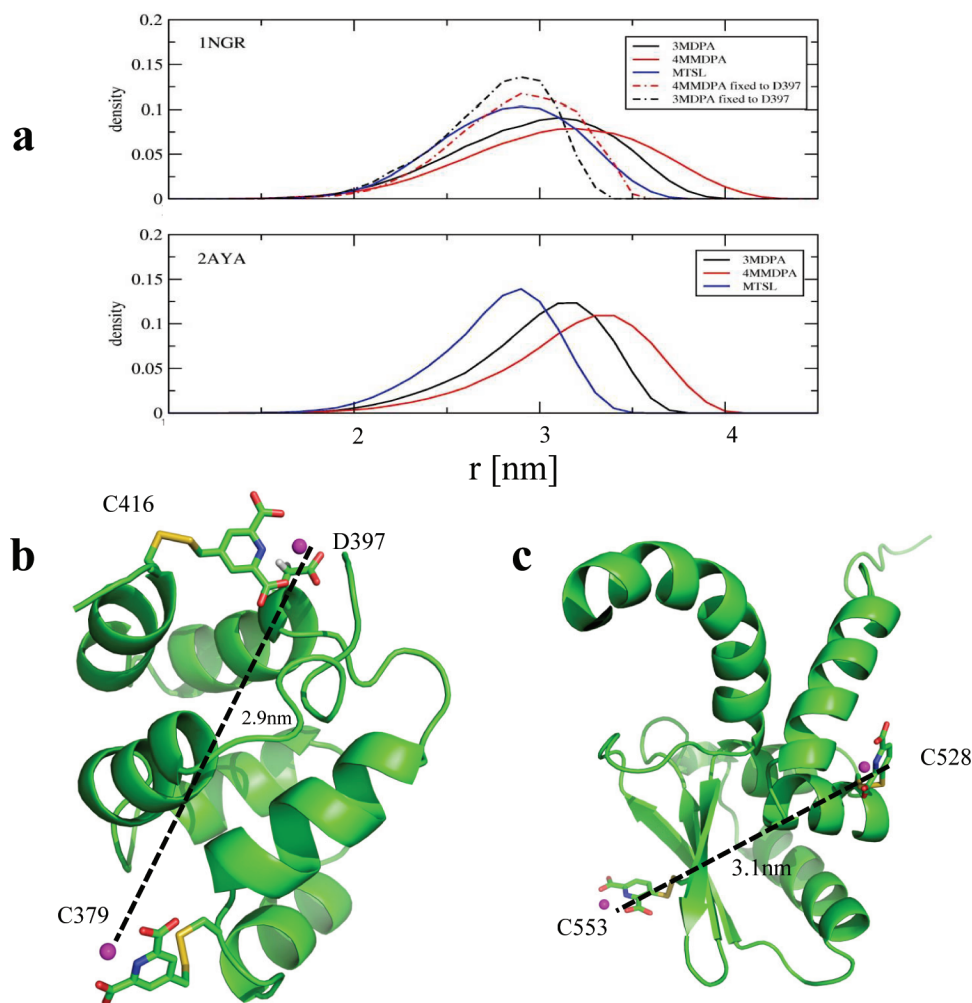 a
1NGR
density
0.2
0.15
0.1
0.05
0
3MDPA
4MMDPA
MTSL
4MMDPA fixed to D397
3MDPA fixed to D397
2AYA
density
0.2
0.15
0.1
0.05
0
3MDPA
4MMDPA
MTSL
1
2 3 4
r [nm]
b
C416
D397
2.9nm
C379
c
C528
3.1nm
C553